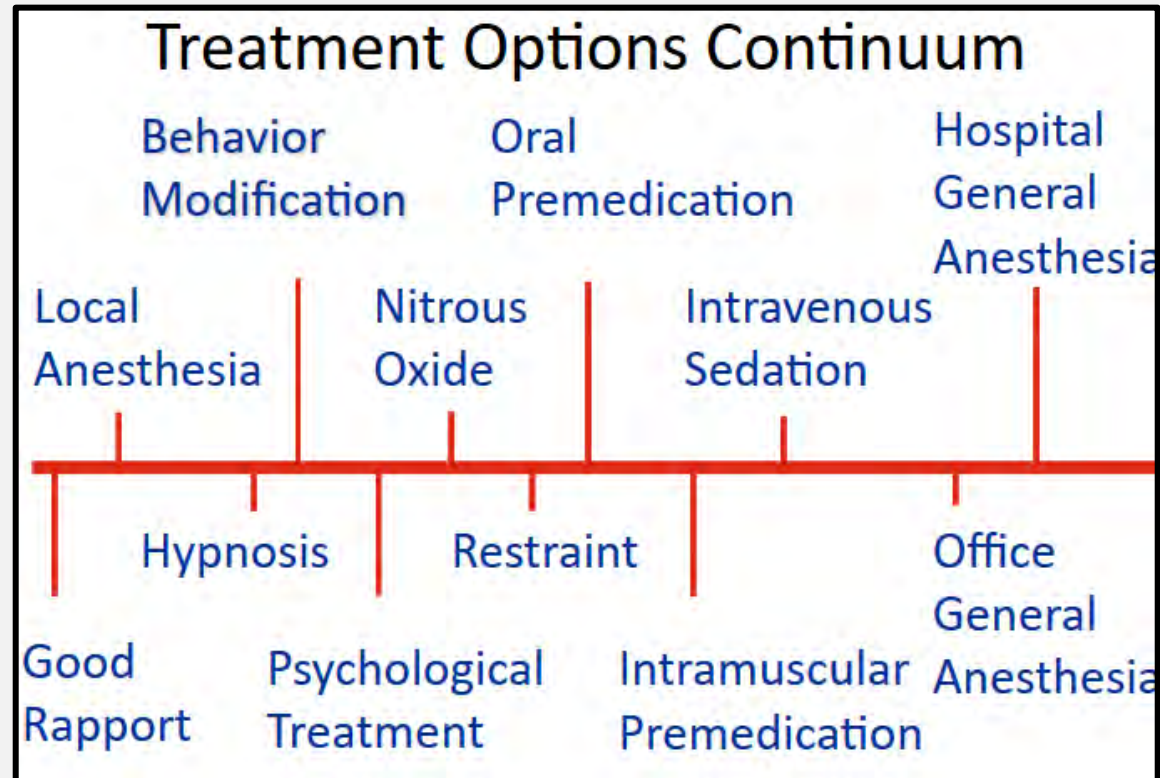 Treatment Options Continuum
Behavior
Modification
Oral
Premedication
Hospital
General
Anesthesia
Local
Anesthesia
Nitrous
Oxide
Intravenous
Sedation
Hypnosis
Restraint
Office
General
Anesthesia
Good
Rapport
Psychological
Treatment
Intramuscular
Premedication